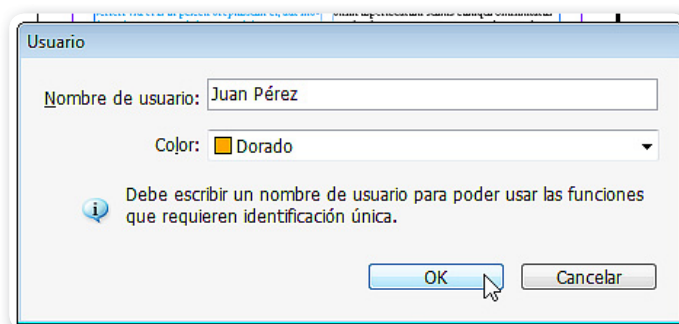 Usuario
Nombre de usuario: Juan Pérez
Color: Dorado
Debe escribir un nombre de usuario para poder usar las funciones
que requieren identificación única.
OK Cancelar